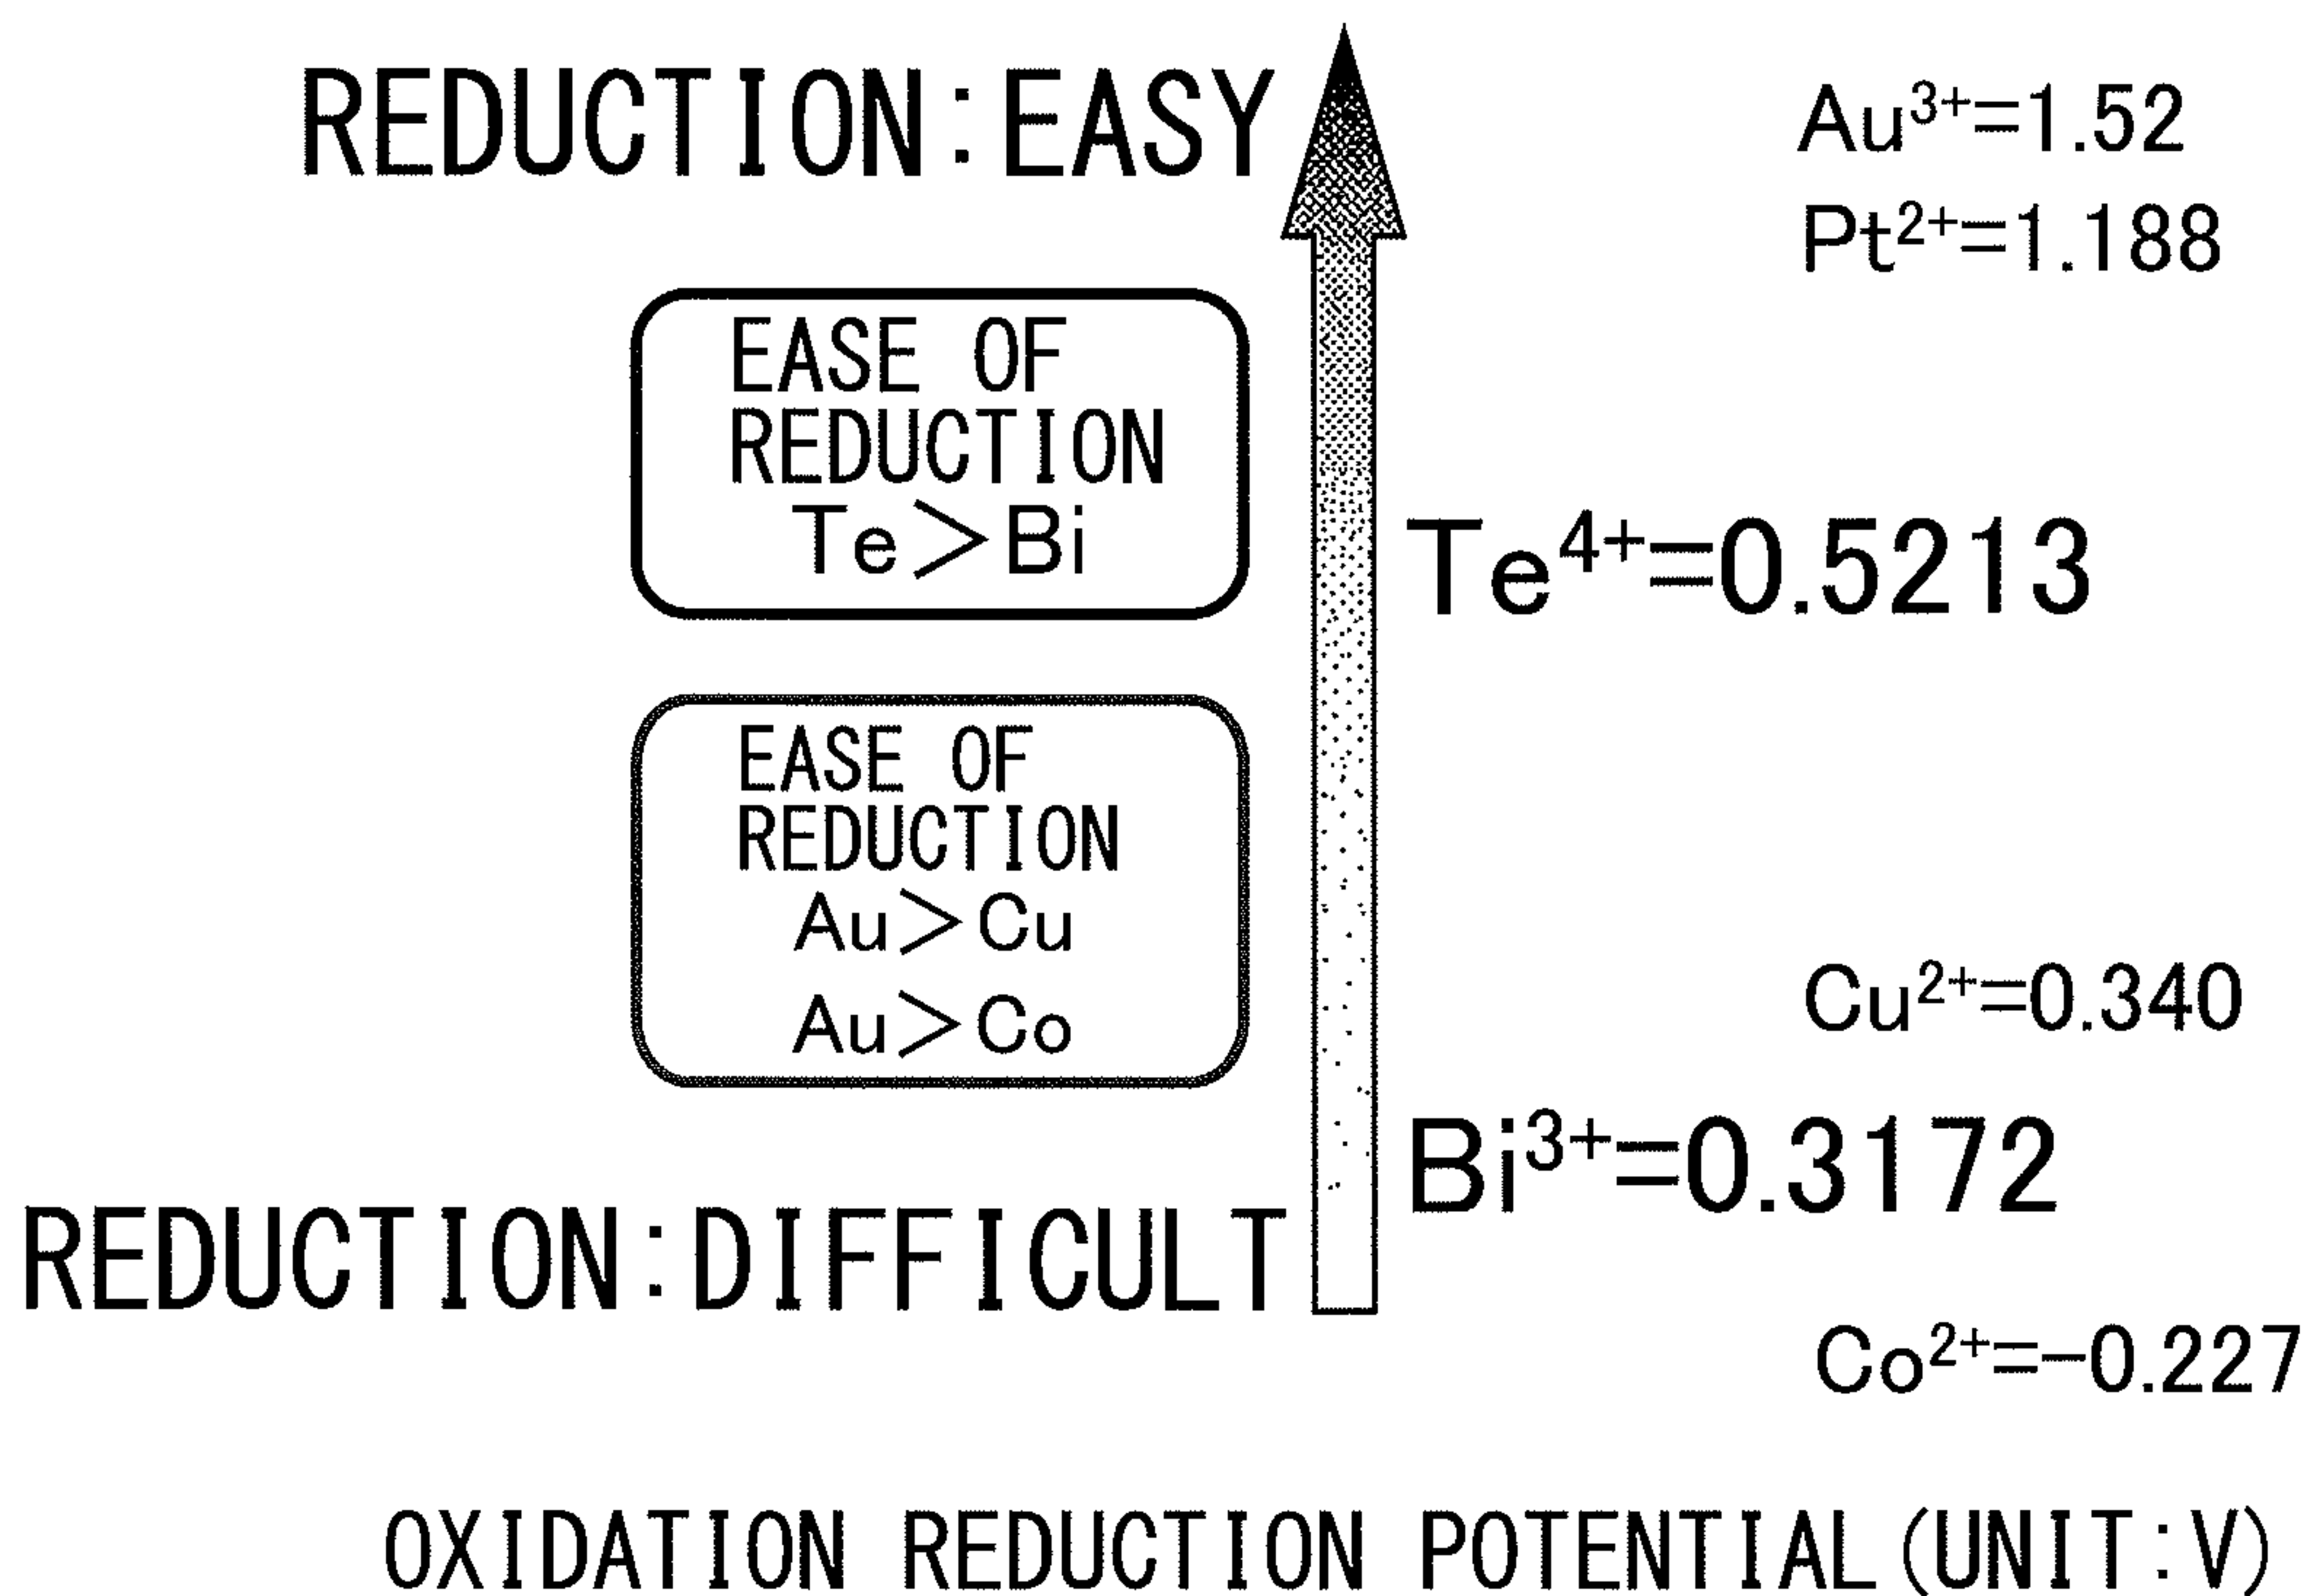 REDUCTION:EASY
Au³⁺=1.52
Pt²⁺=1.188
EASE OF
REDUCTION
Te>Bi
Te⁴⁺=0.5213
EASE OF
REDUCTION
Au>Cu
Au>Co
Cu²⁺=0.340
Bi³⁺=0.3172
REDUCTION:DIFFICULT
Co²⁺=-0.227
OXIDATION REDUCTION POTENTIAL(UNIT:V)